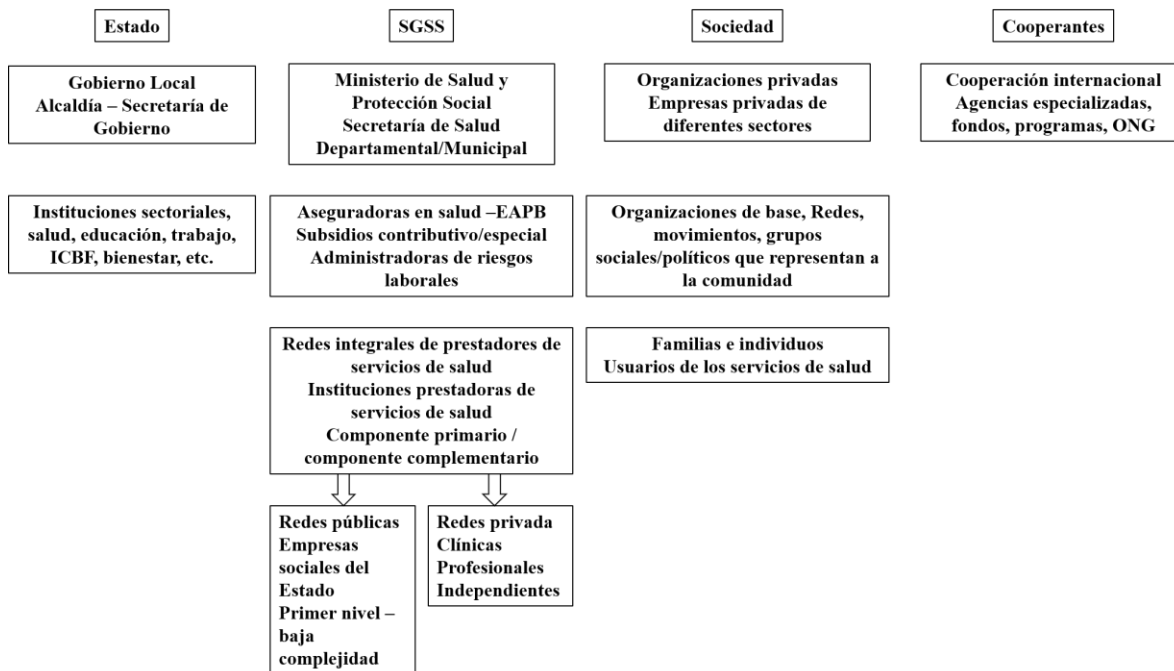 Estado
SGSS
Sociedad
Cooperantes
Gobierno Local
Alcaldía – Secretaría de
Gobierno
Ministerio de Salud y
Protección Social
Secretaría de Salud
Departamental/Municipal
Organizaciones privadas
Empresas privadas de
diferentes sectores
Cooperación internacional
Agencias especializadas,
fondos, programas, ONG
Instituciones sectoriales,
salud, educación, trabajo,
ICBF, bienestar, etc.
Aseguradoras en salud –EAPB
Subsidios contributivo/especial
Administradoras de riesgos
laborales
Organizaciones de base, Redes,
movimientos, grupos
sociales/políticos que representan a
la comunidad
Redes integrales de prestadores de
servicios de salud
Instituciones prestadoras de
servicios de salud
Componente primario /
componente complementario
Familias e individuos
Usuarios de los servicios de salud
Redes públicas
Empresas
sociales del
Estado
Primer nivel –
baja
complejidad
Redes privada
Clínicas
Profesionales
Independientes